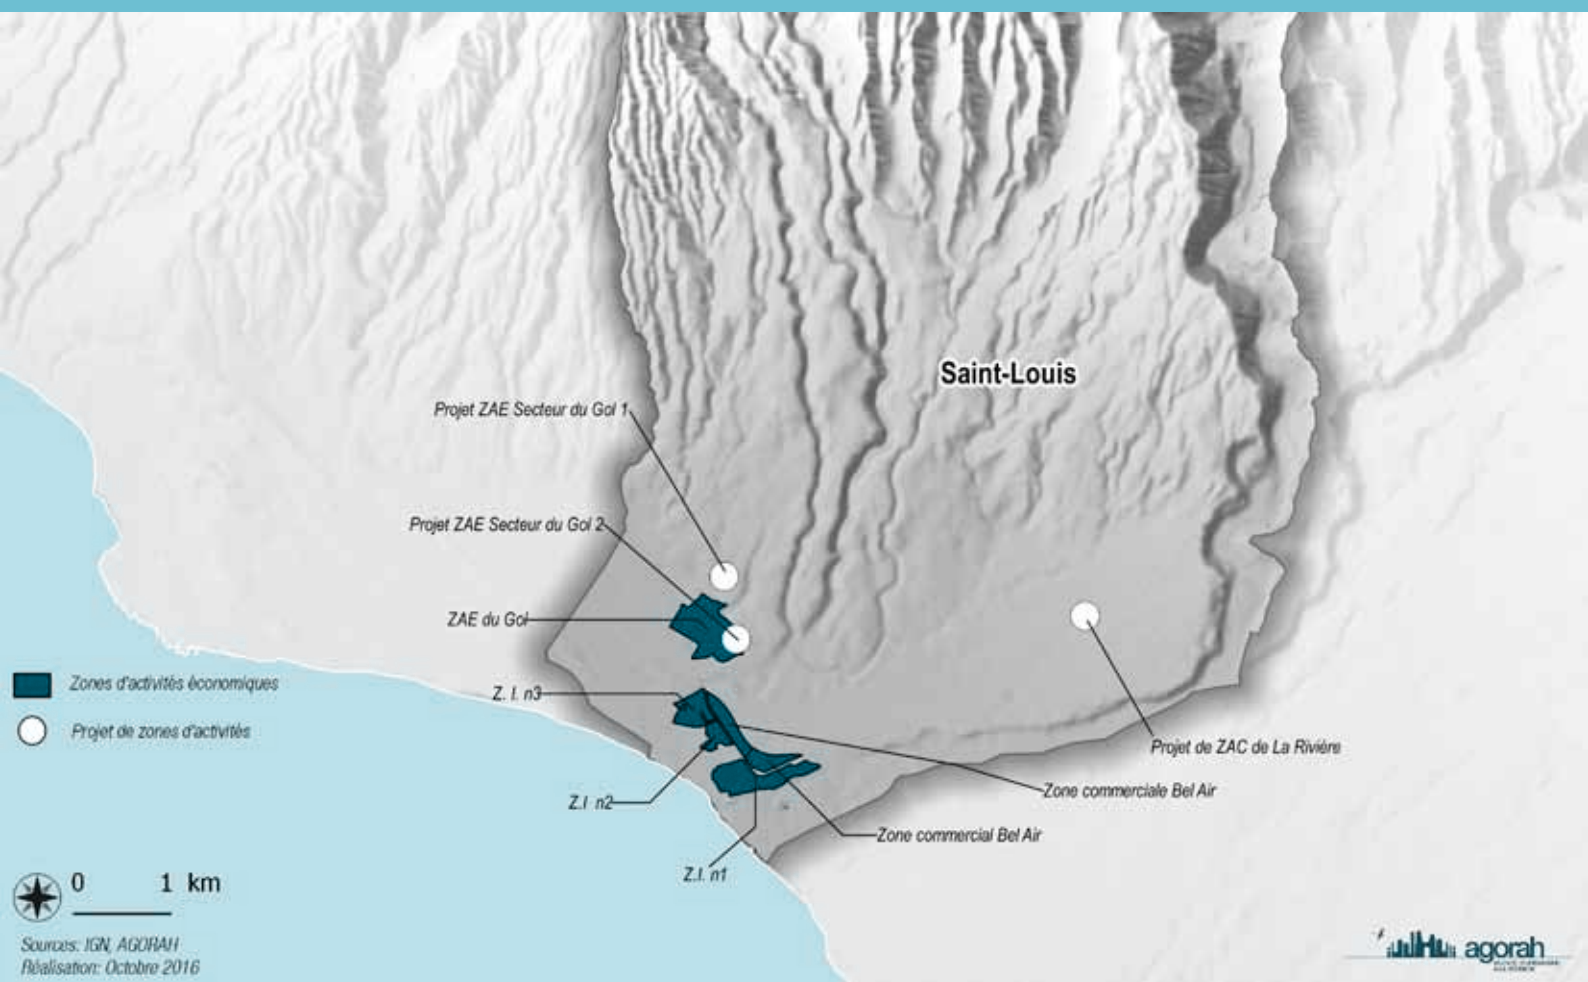 Saint-Louis
Projet ZAE Secteur du Gol 1
Projet ZAE Secteur du Gol 2
ZAE du Gol
Z. I. n3
Z.I n2
Z.I. n1
Projet de ZAC de La Rivière
Zone commerciale Bel Air
Zone commercial Bel Air
Zones d'activités économiques
Projet de zones d'activités
0 1 km
Sources: IGN, AGORAH
Réalisation: Octobre 2016
agorah